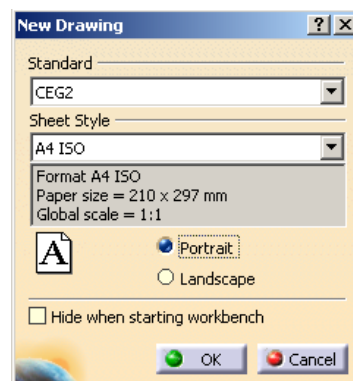 New Drawing
Standard
CEG2
Sheet Style
A4 ISO
Format A4 ISO
Paper size = 210 x 297 mm
Global scale = 1:1
A
Portrait
Landscape
Hide when starting workbench
OK Cancel